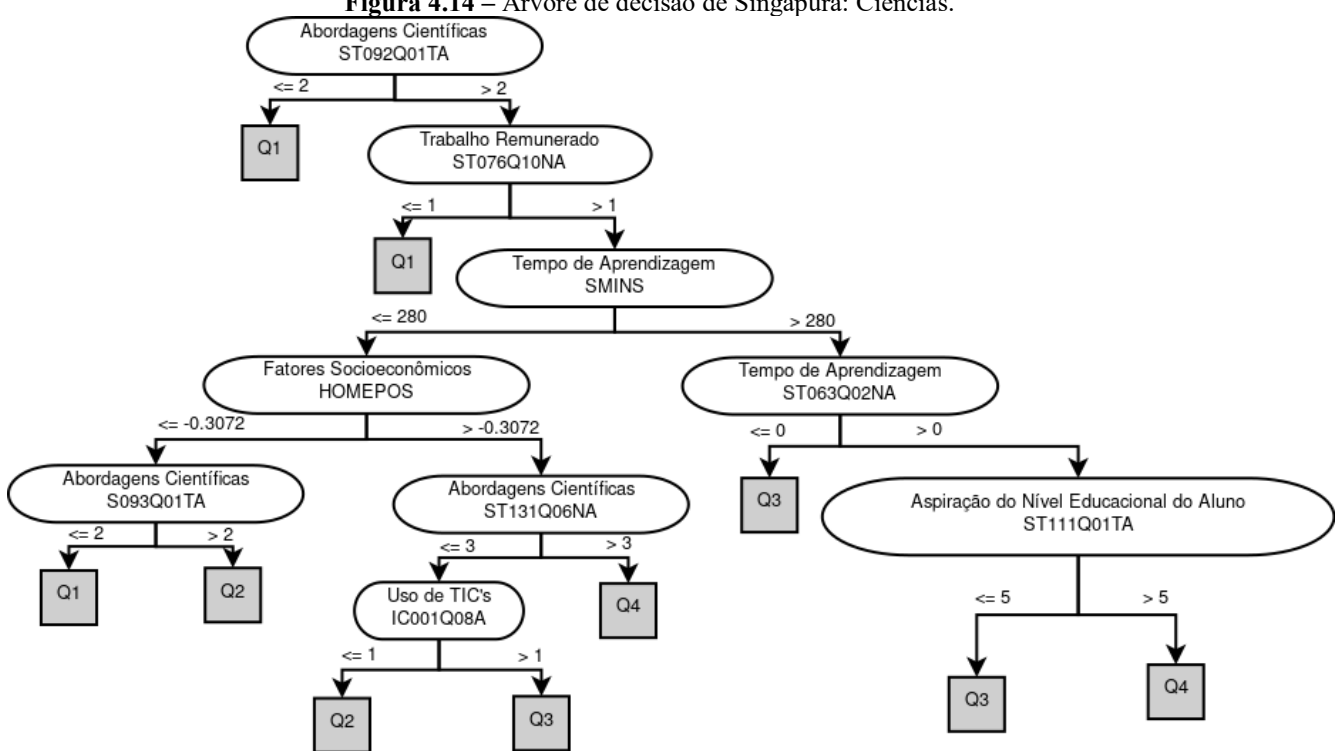 Figura 4.14 – Árvore de decisão de Singapura: Ciências.
Abordagens Científicas
ST092Q01TA
<= 2
> 2
Q1
Trabalho Remunerado
ST076Q10NA
<= 1
> 1
Q1
Tempo de Aprendizagem
SMINS
<= 280
> 280
Fatores Socioeconômicos
HOMEPOS
Tempo de Aprendizagem
ST063Q02NA
<= -0.3072
> -0.3072
<= 0
> 0
Abordagens Científicas
S093Q01TA
Abordagens Científicas
ST131Q06NA
Q3
Aspiração do Nível Educacional do Aluno
ST111Q01TA
<= 2
> 2
<= 3
> 3
Q1
Q2
Uso de TIC's
IC001Q08A
Q4
<= 5
> 5
<= 1
> 1
Q2
Q3
Q3
Q4